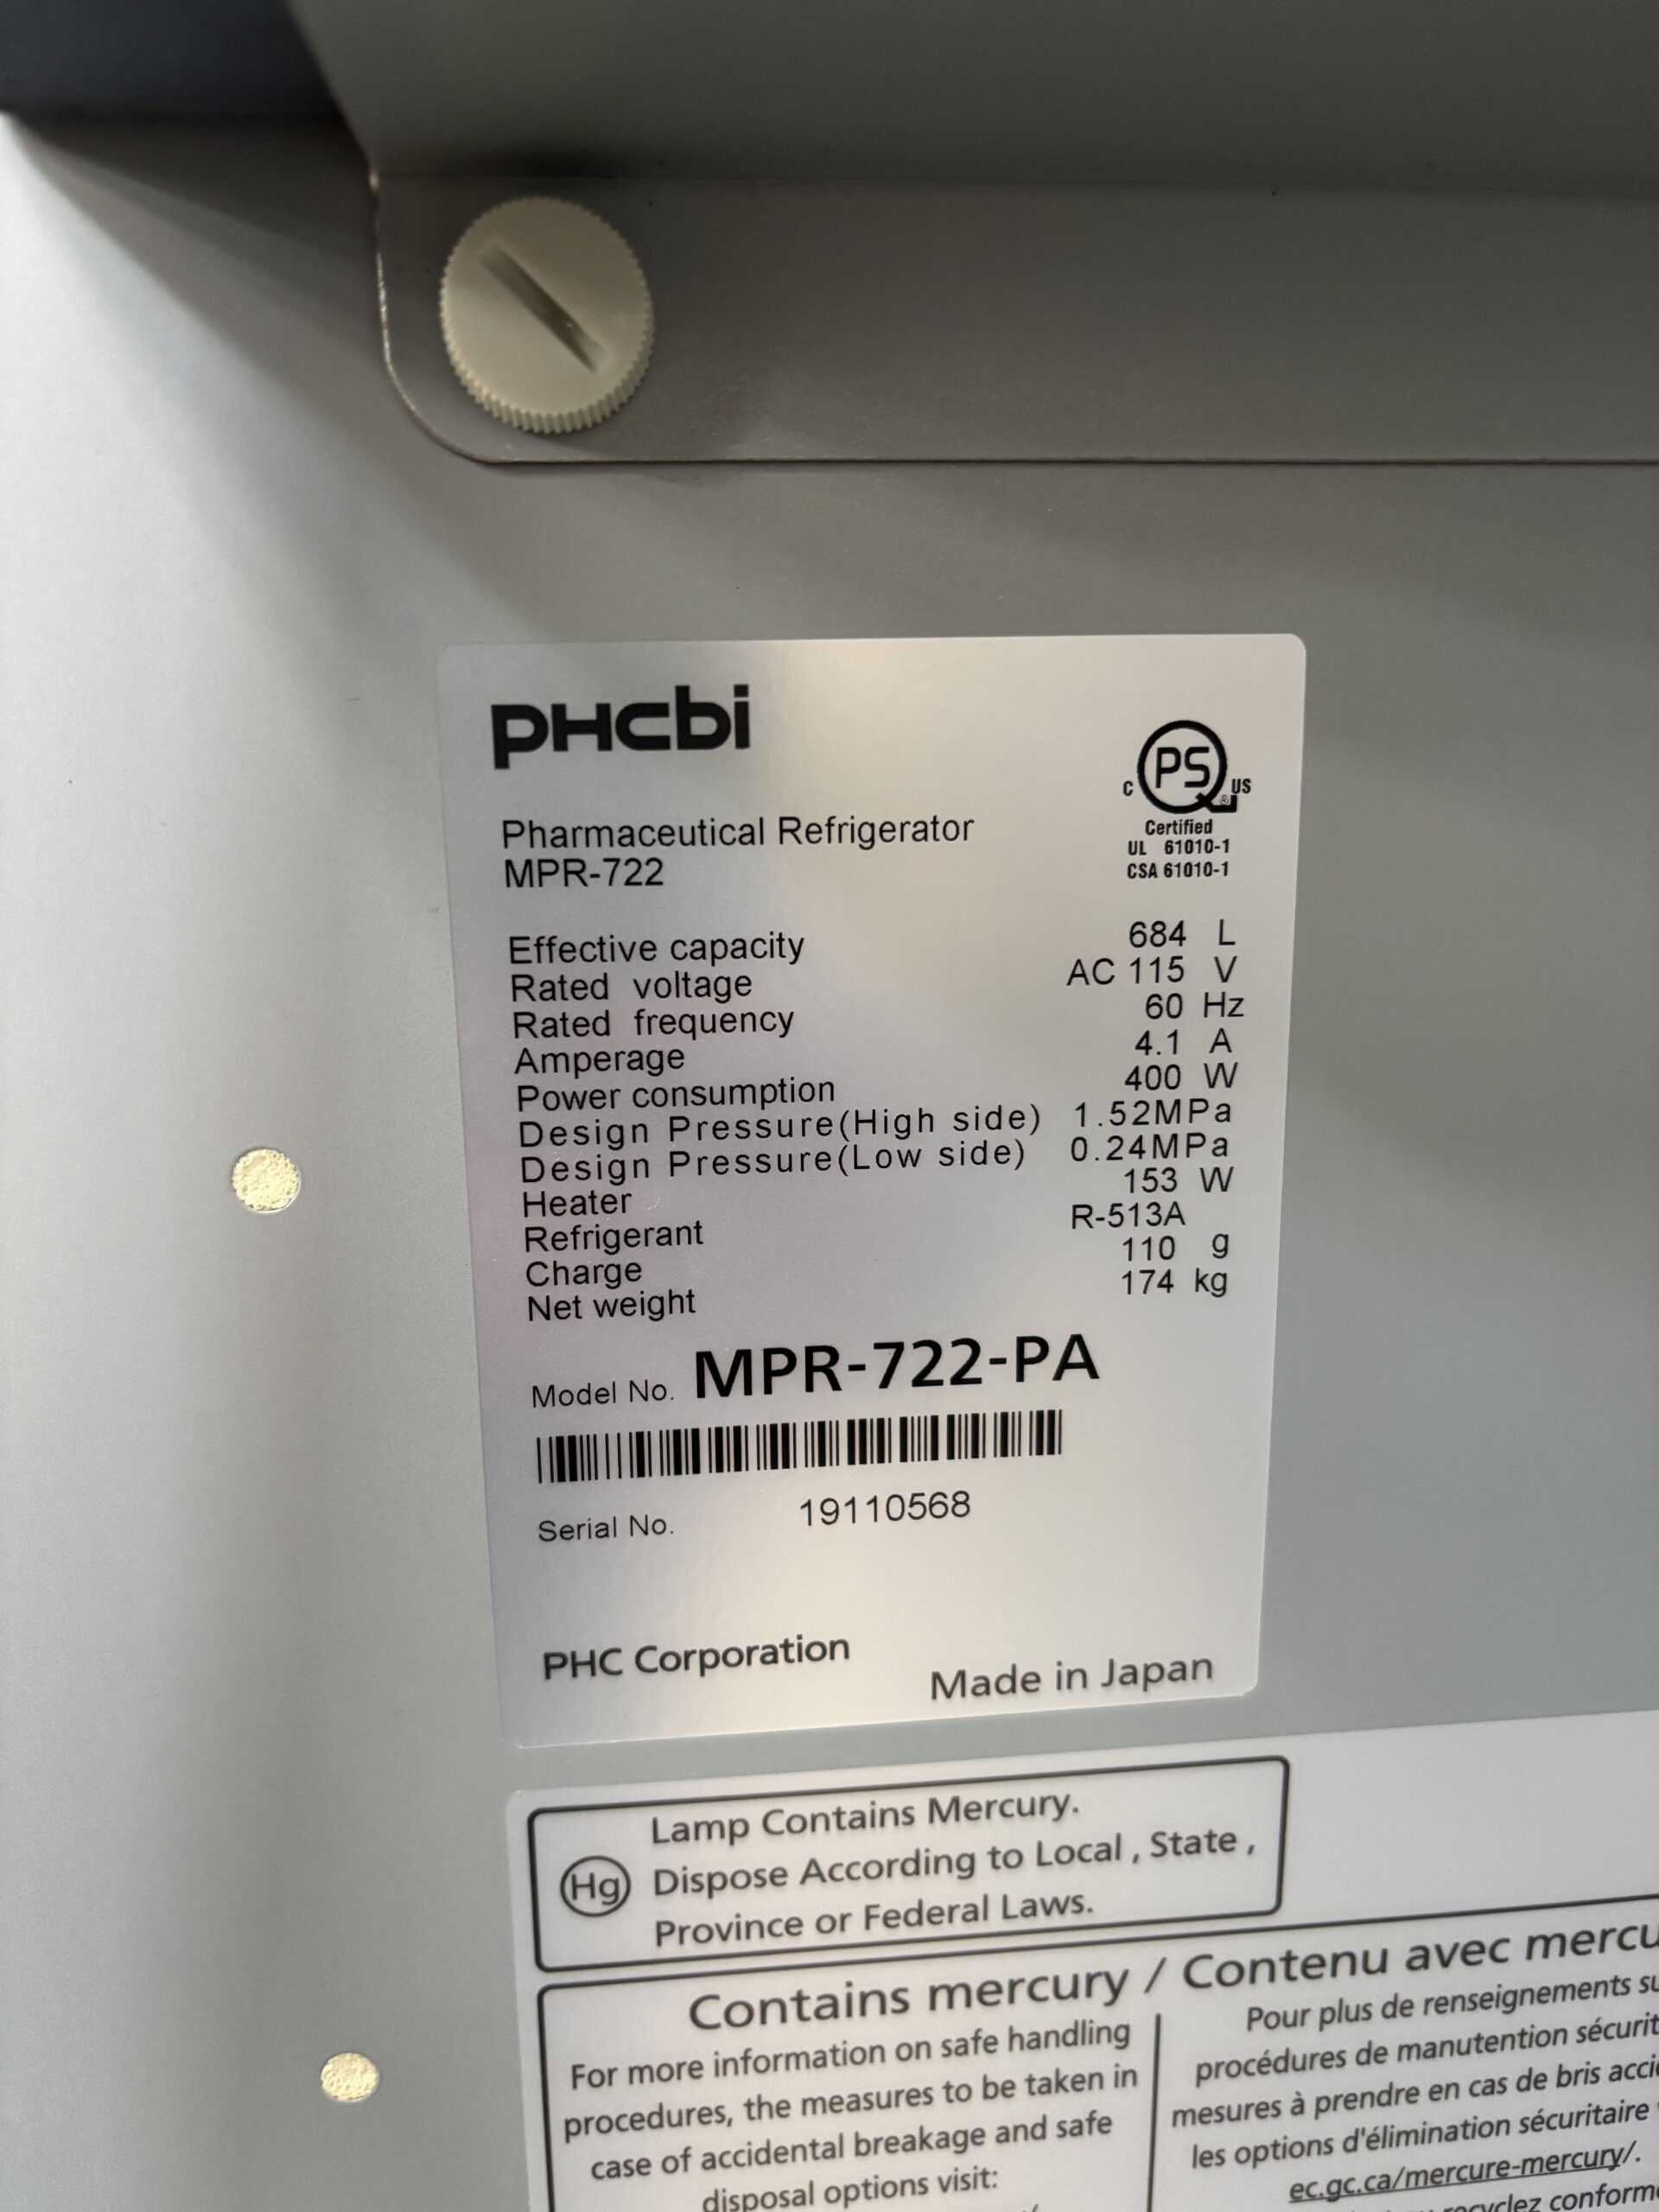 PHCbi
PS
C US
®
Certified
UL 61010-1
CSA 61010-1
Pharmaceutical Refrigerator
MPR-722
Effective capacity 684 L
Rated voltage AC 115 V
Rated frequency 60 Hz
Amperage 4.1 A
Power consumption 400 W
Design Pressure(High side) 1.52MPa
Design Pressure(Low side) 0.24MPa
Heater 153 W
Refrigerant R-513A
Charge 110 g
Net weight 174 kg
Model No. MPR-722-PA
Serial No. 19110568
PHC Corporation
Made in Japan
Hg
Lamp Contains Mercury.
Dispose According to Local , State ,
Province or Federal Laws.
Contains mercury / Contenu avec
For more information on safe handling
procedures, the measures to be taken in
case of accidental breakage and safe
disposal options visit:
Pour plus de renseignements
procédures de manutention
mesures à prendre en cas de bris
les options d'élimination sécuritaire
ec.gc.ca/mercure-mercury/.